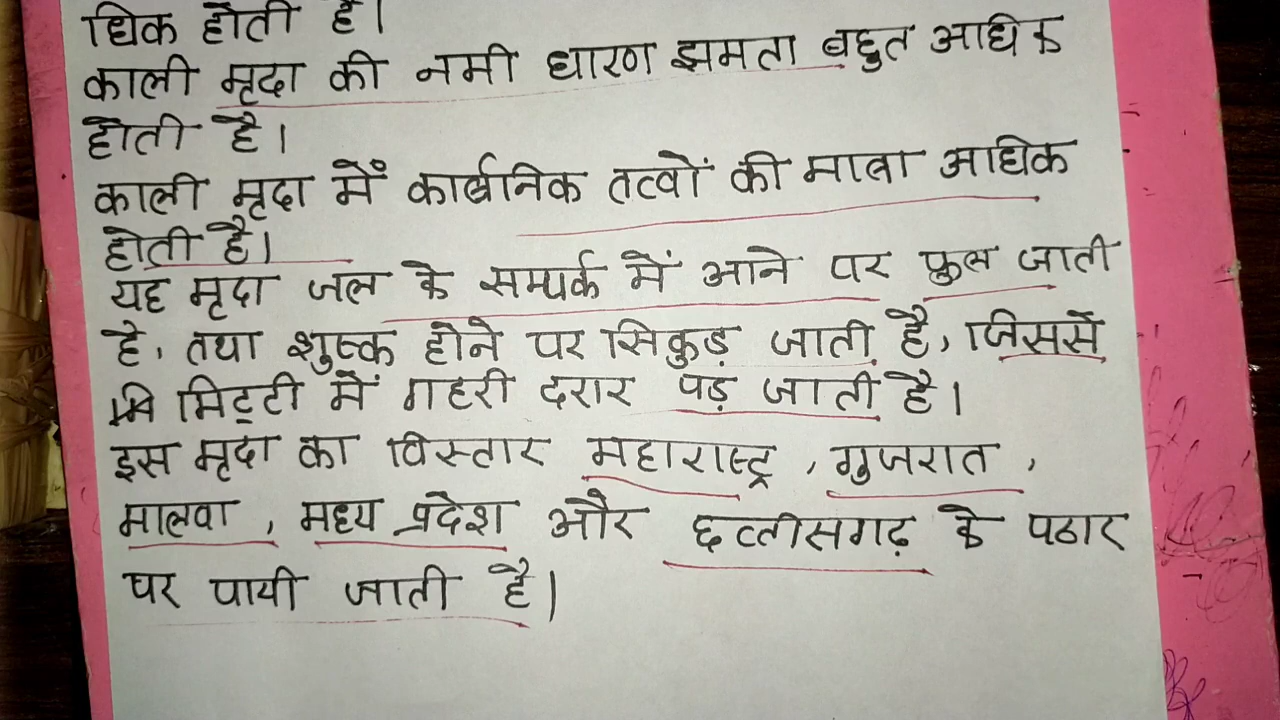 धिक होती है।
काली मृदा की नमी धारण झमता बहुत अधिक
होती है।
काली मृदा में कार्बनिक तत्वों की मात्रा अधिक
होती है।
यह मृदा जल के सम्पर्क में आने पर फुल जाती
है, तथा शुष्क होने पर सिकुड़ जाती है, जिससे
मिट्टी में गहरी दरार पड़ जाती है।
इस मृदा का विस्तार महाराष्ट्र, गुजरात,
मालवा, मध्य प्रदेश और छत्तीसगढ़ के पठार
पर पायी जाती है।